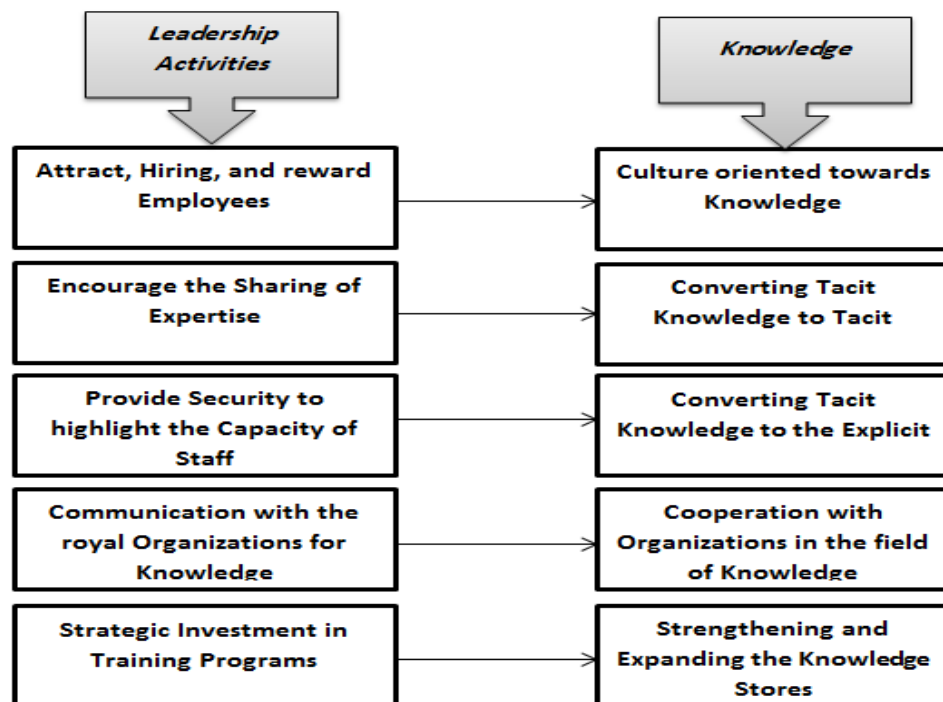 Leadership
Activities
Knowledge
Attract, Hiring, and reward
Employees
Culture oriented towards
Knowledge
Encourage the Sharing of
Expertise
Converting Tacit
Knowledge to Tacit
Provide Security to
highlight the Capacity of
Staff
Converting Tacit
Knowledge to the Explicit
Communication with the
royal Organizations for
Knowledge
Cooperation with
Organizations in the field
of Knowledge
Strategic Investment in
Training Programs
Strengthening and
Expanding the Knowledge
Stores